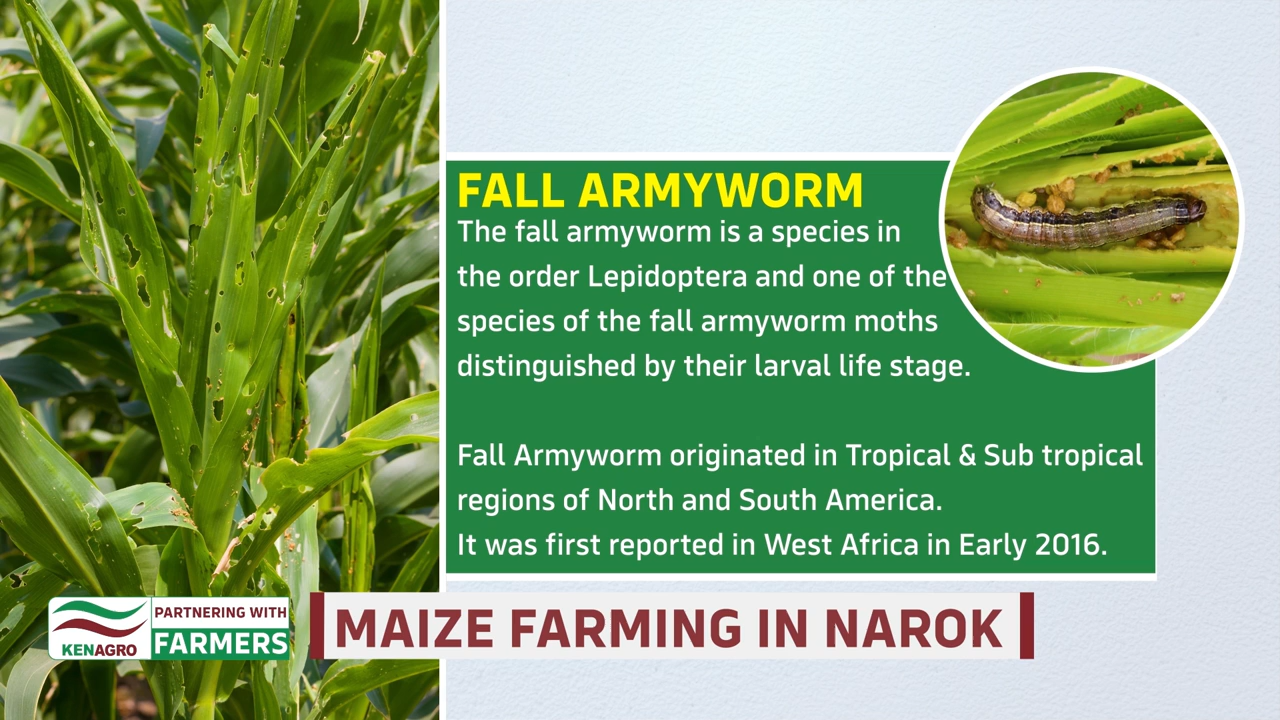 FALL ARMYWORM
The fall armyworm is a species in
the order Lepidoptera and one of the
species of the fall armyworm moths
distinguished by their larval life stage.
Fall Armyworm originated in Tropical & Sub tropical
regions of North and South America.
It was first reported in West Africa in Early 2016.
KENAGRO
PARTNERING WITH
FARMERS
MAIZE FARMING IN NAROK